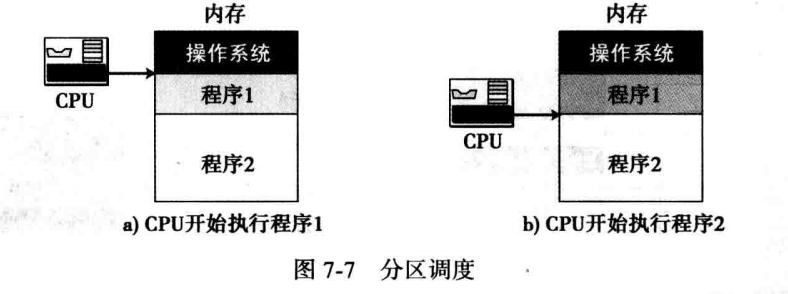 内存
操作系统
程序1
程序2
CPU
a) CPU开始执行程序1
内存
操作系统
程序1
程序2
CPU
b) CPU开始执行程序2
图 7-7 分区调度